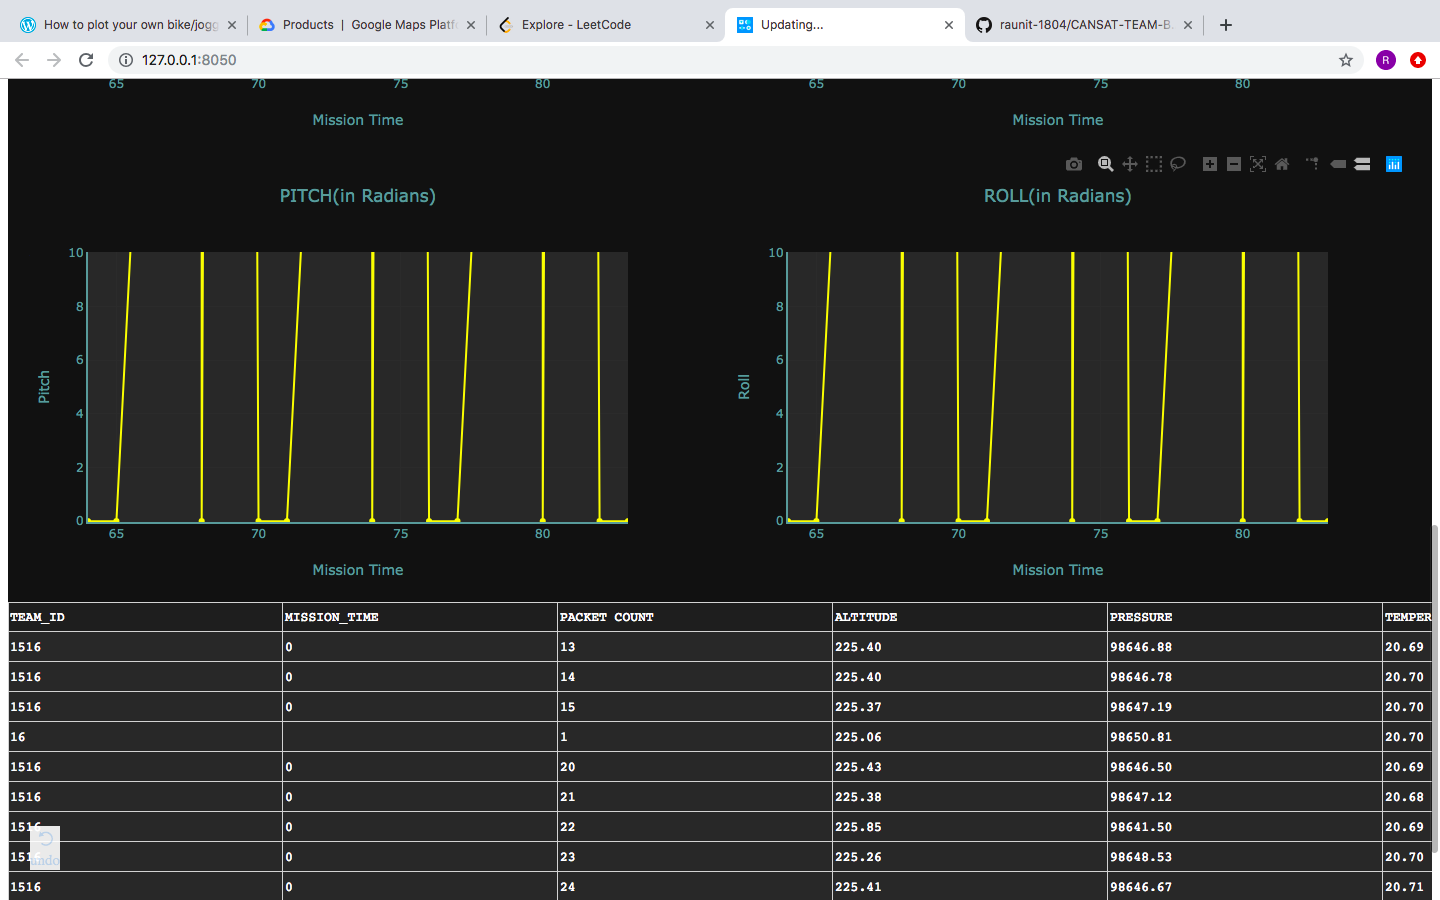 How to plot your own bike/jogg
Products | Google Maps Platf
Explore - LeetCode
Updating...
raunit-1804/CANSAT-TEAM-B
127.0.0.1:8050
R
65 70 75 80
65 70 75 80
Mission Time
Mission Time
PITCH(in Radians)
ROLL(in Radians)
10
8
6
4
2
0
Pitch
65 70 75 80
Mission Time
10
8
6
4
2
0
Roll
65 70 75 80
Mission Time
TEAM_ID MISSION_TIME PACKET COUNT ALTITUDE PRESSURE TEMPER
1516 0 13 225.40 98646.88 20.69
1516 0 14 225.40 98646.78 20.70
1516 0 15 225.37 98647.19 20.70
16 1 225.06 98650.81 20.70
1516 0 20 225.43 98646.50 20.69
1516 0 21 225.38 98647.12 20.68
1516 0 22 225.85 98641.50 20.69
1516 0 23 225.26 98648.53 20.70
undo
1516 0 24 225.41 98646.67 20.71